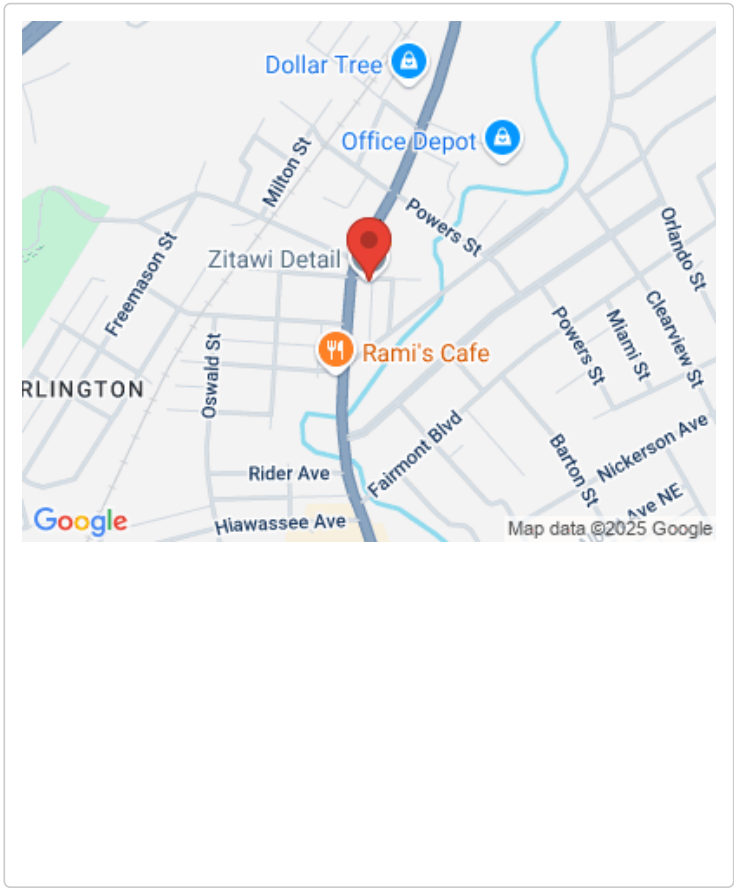 Dollar Tree
Office Depot
Milton St
Powers St
Orlando St
Zitawi Detail
Freemason St
Clearview St
Powers St
Miami St
Oswald St
Rami's Cafe
RLINGTON
Fairmont Blvd
Barton St
Nickerson Ave
Rider Ave
Ave NE
Hiawassee Ave
Google
Map data ©2025 Google